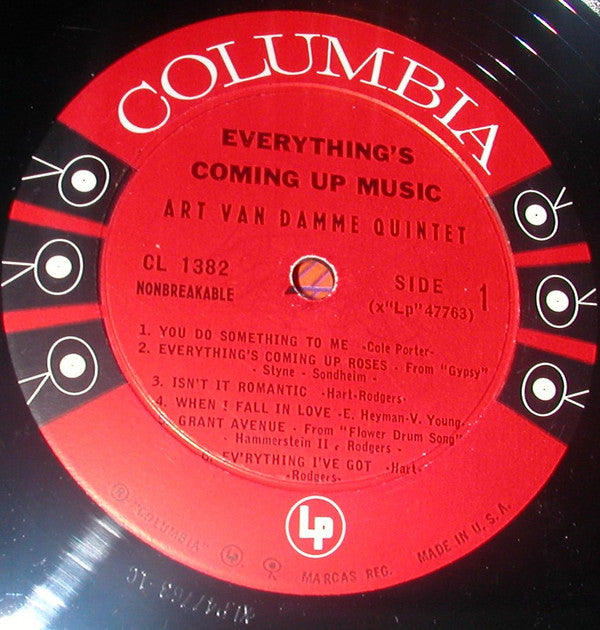 COLUMBIA
EVERYTHING'S
COMING UP MUSIC
ART VAN DAMME QUINTET
CL 1382
NONBREAKABLE
SIDE 1
(x"Lp"47763)
1. YOU DO SOMETHING TO ME -Cole Porter-
2. EVERYTHING'S COMING UP ROSES - From "Gypsy"
- Styne - Sondheim -
3. ISN'T IT ROMANTIC -Hart-Rodgers-
4. WHEN I FALL IN LOVE -E. Heyman-V. Young
GRANT AVENUE - From "Flower Drum Song"
- Hammerstein II , Rodgers -
EV'RYTHING I'VE GOT -Hart-
-Rodgers-
Lp
® "COLUMBIA"
MARCAS REG.
MADE IN U.S.A.